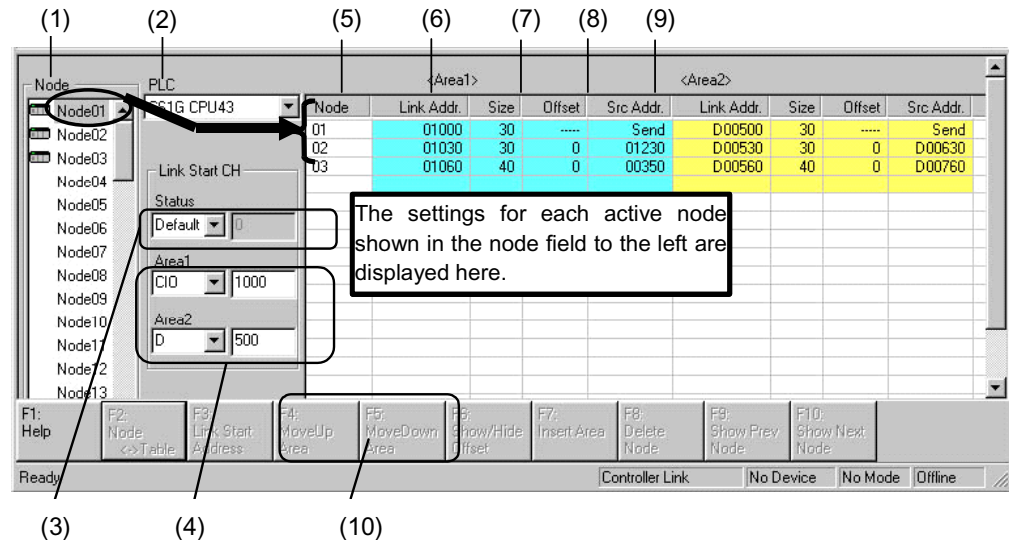 (1) (2) (5) (6) (7) (8) (9)
Node PLC <Area1> <Area2>
Node01
Node02
Node03
Node04
Node05
Node06
Node07
Node08
Node09
Node10
Node11
Node12
Node13
CS1G CPU43
Link Start CH
Status
Default 0
Area1
CIO 1000
Area2
D 500
Node Link Addr. Size Offset Src Addr. Link Addr. Size Offset Src Addr.
01 01000 30 ----- Send D00500 30 ----- Send
02 01030 30 0 01230 D00530 30 0 D00630
03 01060 40 0 00350 D00560 40 0 D00760
The settings for each active node
shown in the node field to the left are
displayed here.
F1: F2: F3: F4: F5: F6: F7: F8: F9: F10:
Help Node Link Start MoveUp MoveDown Show/Hide Insert Area Delete Show Prev Show Next
<->Table Address Area Area Offset Node Node Node
Ready Controller Link No Device No Mode Offline
(3) (4) (10)